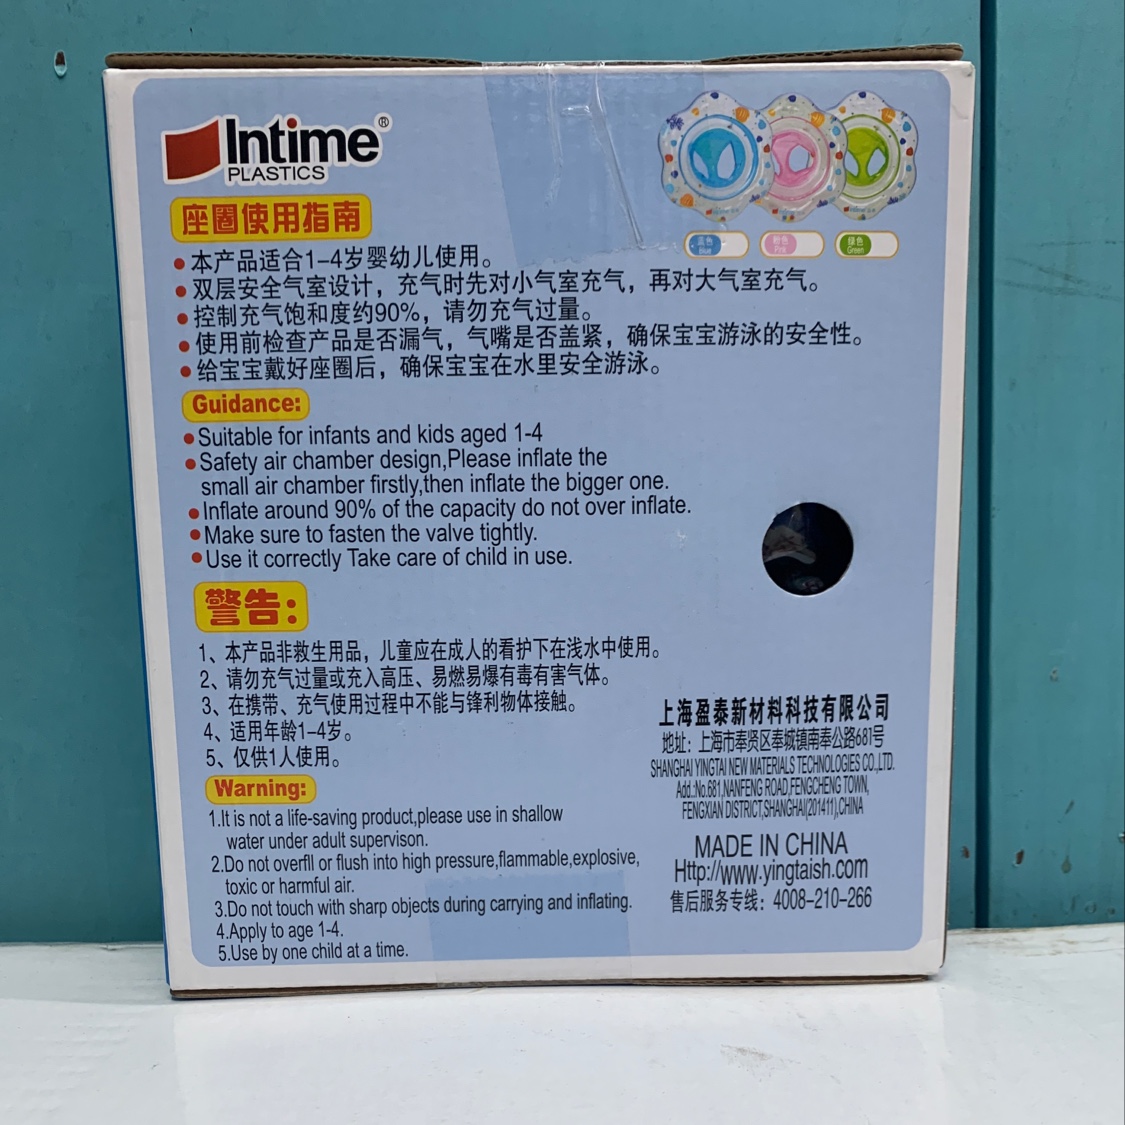 Intime®
PLASTICS
蓝色
Blue
粉色
Pink
绿色
Green
座圈使用指南
本产品适合1-4岁婴幼儿使用。
双层安全气室设计，充气时先对小气室充气，再对大气室充气。
控制充气饱和度约90%，请勿充气过量。
使用前检查产品是否漏气，气嘴是否盖紧，确保宝宝游泳的安全性。
给宝宝戴好座圈后，确保宝宝在水里安全游泳。
Guidance:
Suitable for infants and kids aged 1-4
Safety air chamber design,Please inflate the
small air chamber firstly,then inflate the bigger one.
Inflate around 90% of the capacity do not over inflate.
Make sure to fasten the valve tightly.
Use it correctly Take care of child in use.
警告:
1、本产品非救生用品，儿童应在成人的看护下在浅水中使用。
2、请勿充气过量或充入高压、易燃易爆有毒有害气体。
3、在携带、充气使用过程中不能与锋利物体接触。
4、适用年龄1-4岁。
5、仅供1人使用。
Warning:
1.It is not a life-saving product,please use in shallow
water under adult supervison.
2.Do not overfll or flush into high pressure,flammable,explosive,
toxic or harmful air.
3.Do not touch with sharp objects during carrying and inflating.
4.Apply to age 1-4.
5.Use by one child at a time.
上海盈泰新材料科技有限公司
地址：上海市奉贤区奉城镇南奉公路681号
SHANGHAI YINGTAI NEW MATERIALS TECHNOLOGIES CO.,LTD.
Add.:No.681,NANFENG ROAD,FENGCHENG TOWN,
FENGXIAN DISTRICT,SHANGHAI(201411),CHINA
MADE IN CHINA
Http://www.yingtaish.com
售后服务专线：4008-210-266